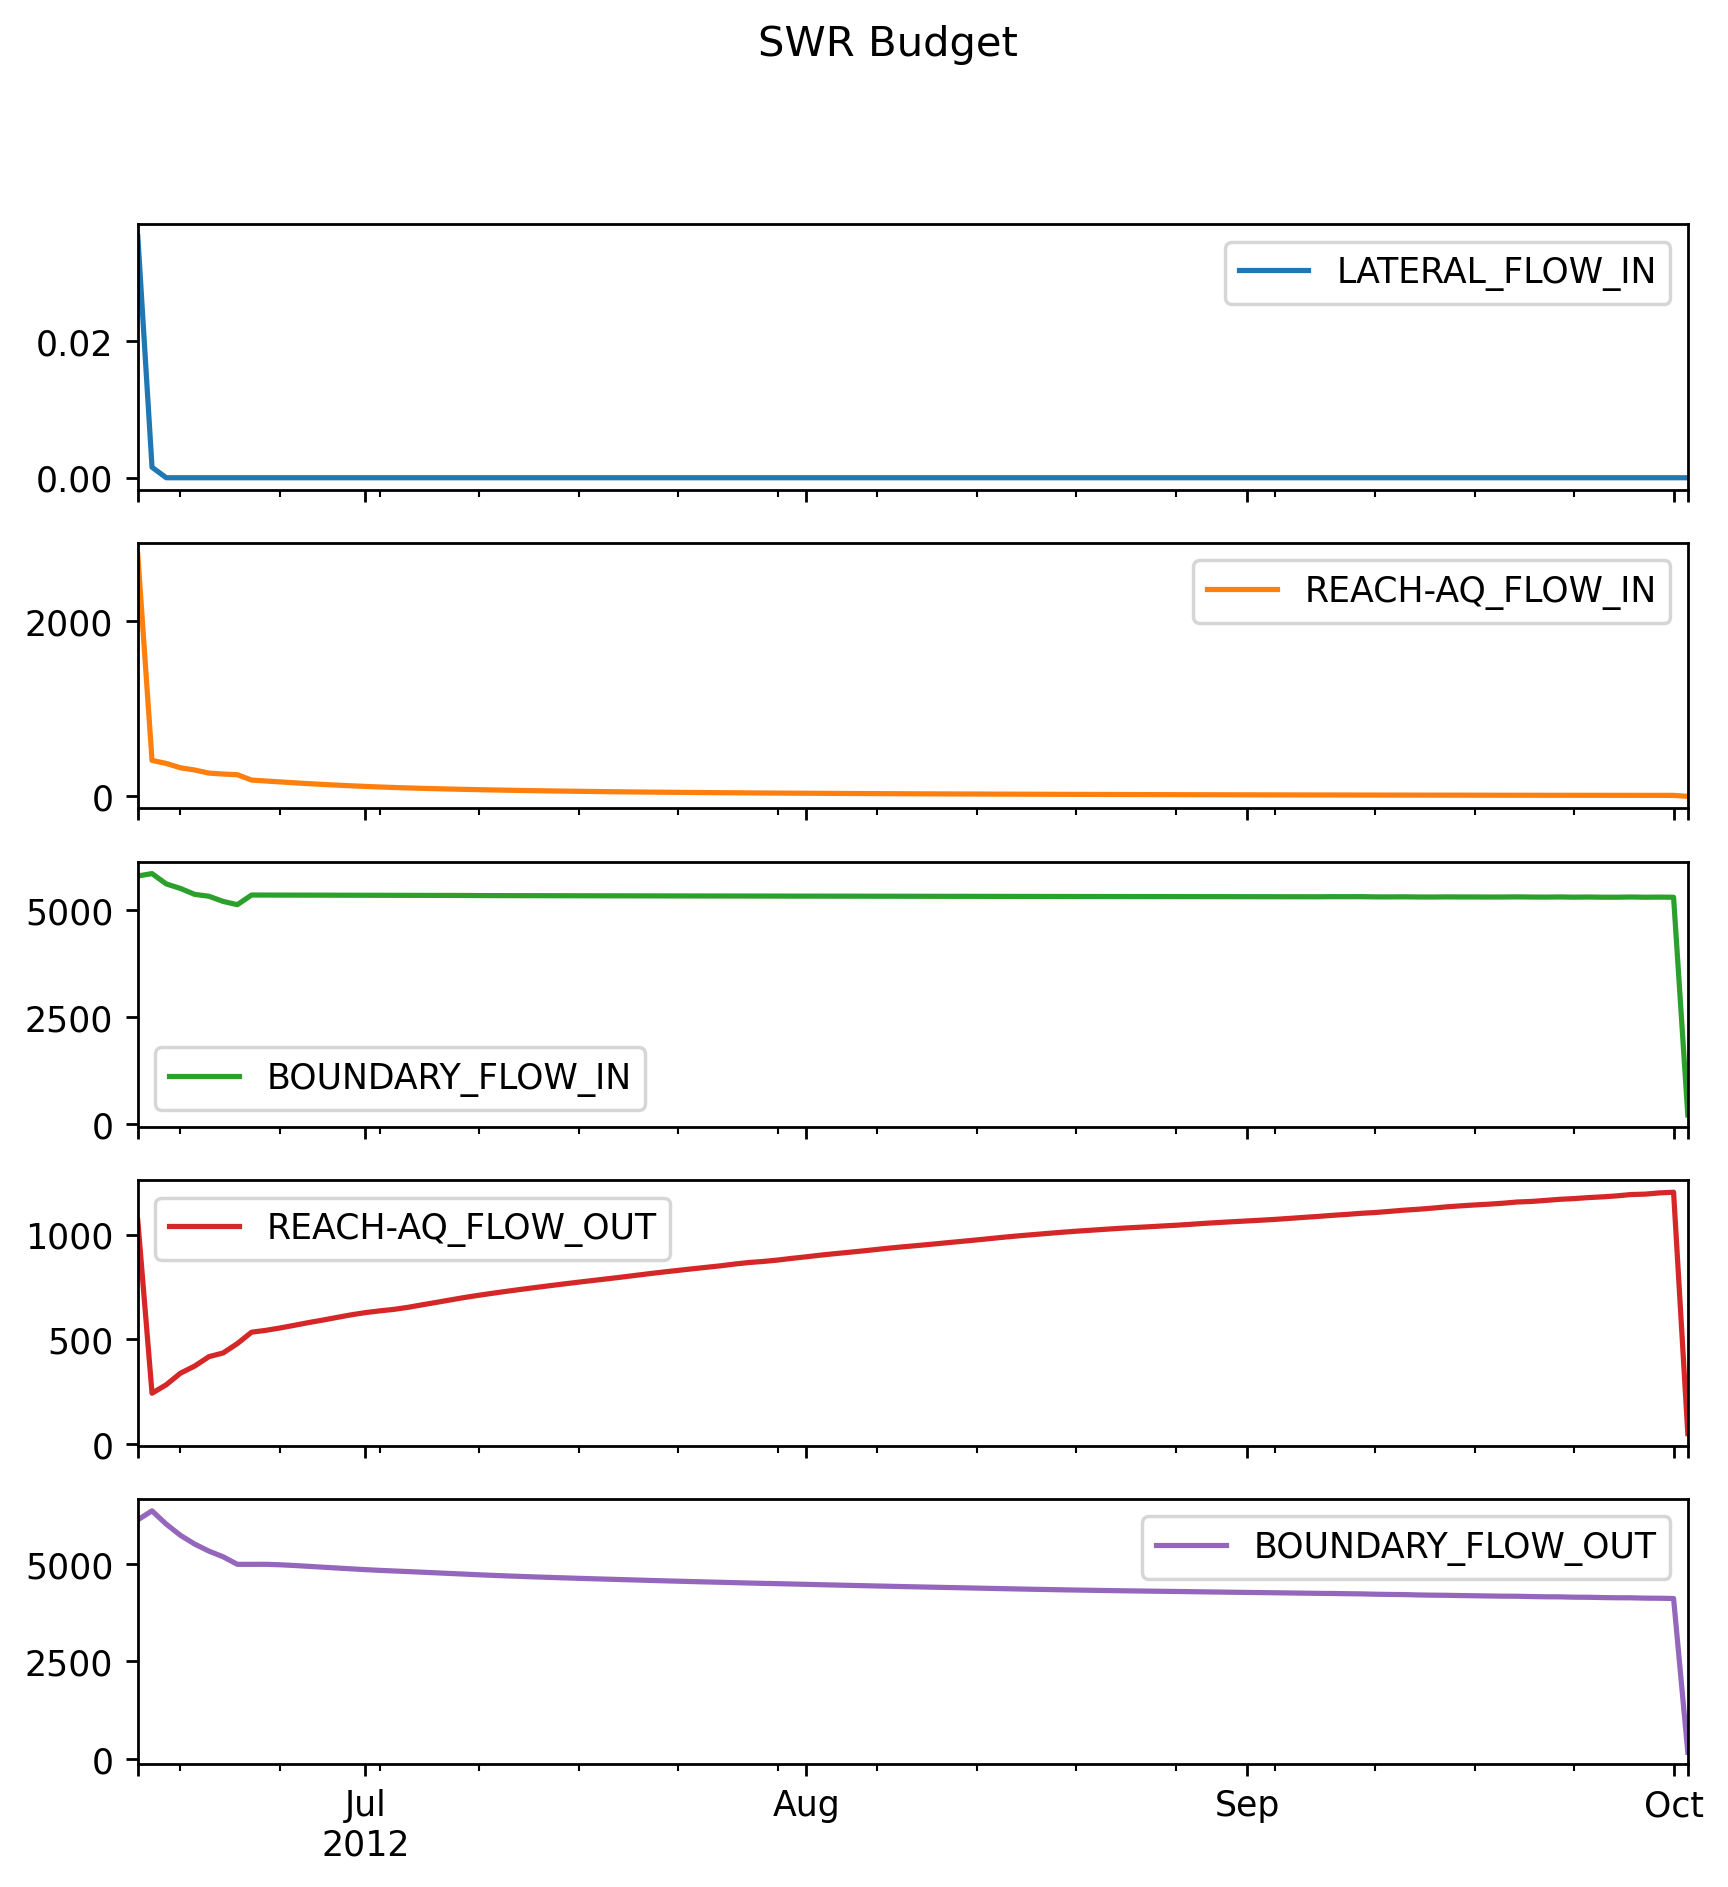 SWR Budget
LATERAL_FLOW_IN
0.02
0.00
REACH-AQ_FLOW_IN
2000
0
5000
2500
BOUNDARY_FLOW_IN
0
REACH-AQ_FLOW_OUT
1000
500
0
BOUNDARY_FLOW_OUT
5000
2500
0
Jul Aug Sep Oct
2012